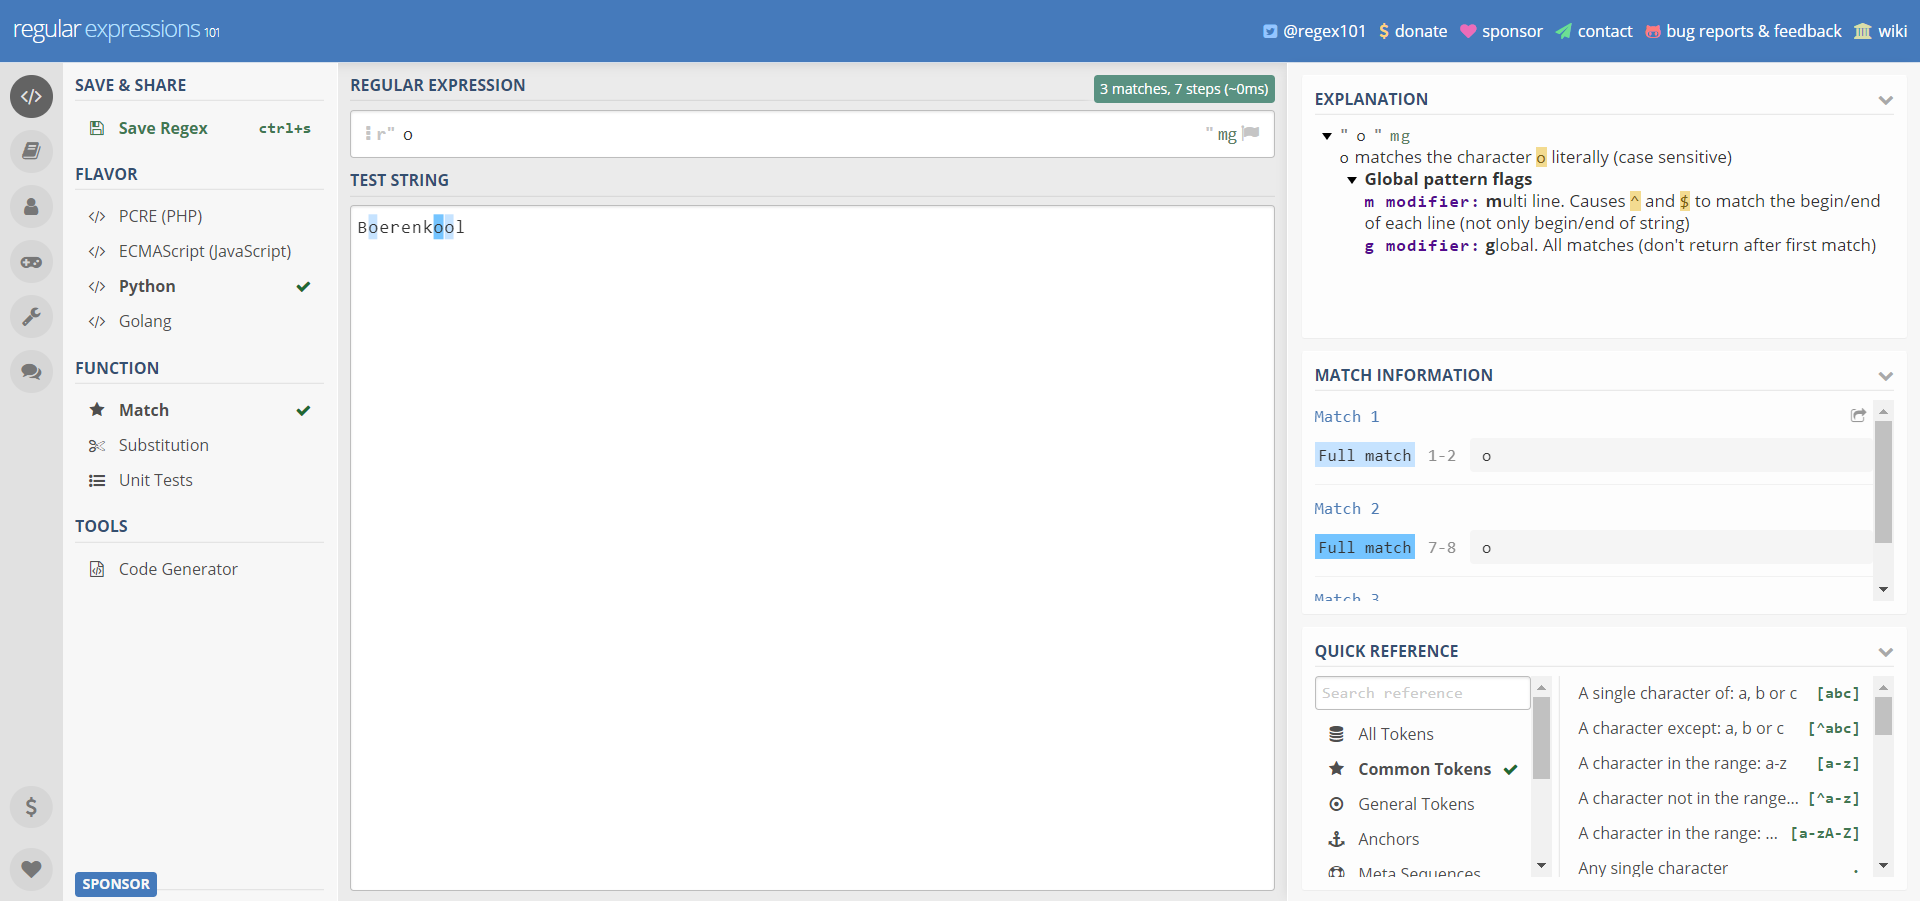 regular expressions 101
@regex101 donate sponsor contact bug reports & feedback wiki
SAVE & SHARE
Save Regex ctrl+s
FLAVOR
PCRE (PHP)
ECMAScript (JavaScript)
Python
Golang
FUNCTION
Match
Substitution
Unit Tests
TOOLS
Code Generator
SPONSOR
REGULAR EXPRESSION
3 matches, 7 steps (~0ms)
r" o " mg
TEST STRING
Boerenkool
EXPLANATION
" o " mg
o matches the character o literally (case sensitive)
Global pattern flags
m modifier: multi line. Causes ^ and $ to match the begin/end
of each line (not only begin/end of string)
g modifier: global. All matches (don't return after first match)
MATCH INFORMATION
Match 1
Full match 1-2 o
Match 2
Full match 7-8 o
Match 3
QUICK REFERENCE
Search reference
All Tokens
Common Tokens
General Tokens
Anchors
Meta Sequences
A single character of: a, b or c [abc]
A character except: a, b or c [^abc]
A character in the range: a-z [a-z]
A character not in the range... [^a-z]
A character in the range: ... [a-zA-Z]
Any single character .